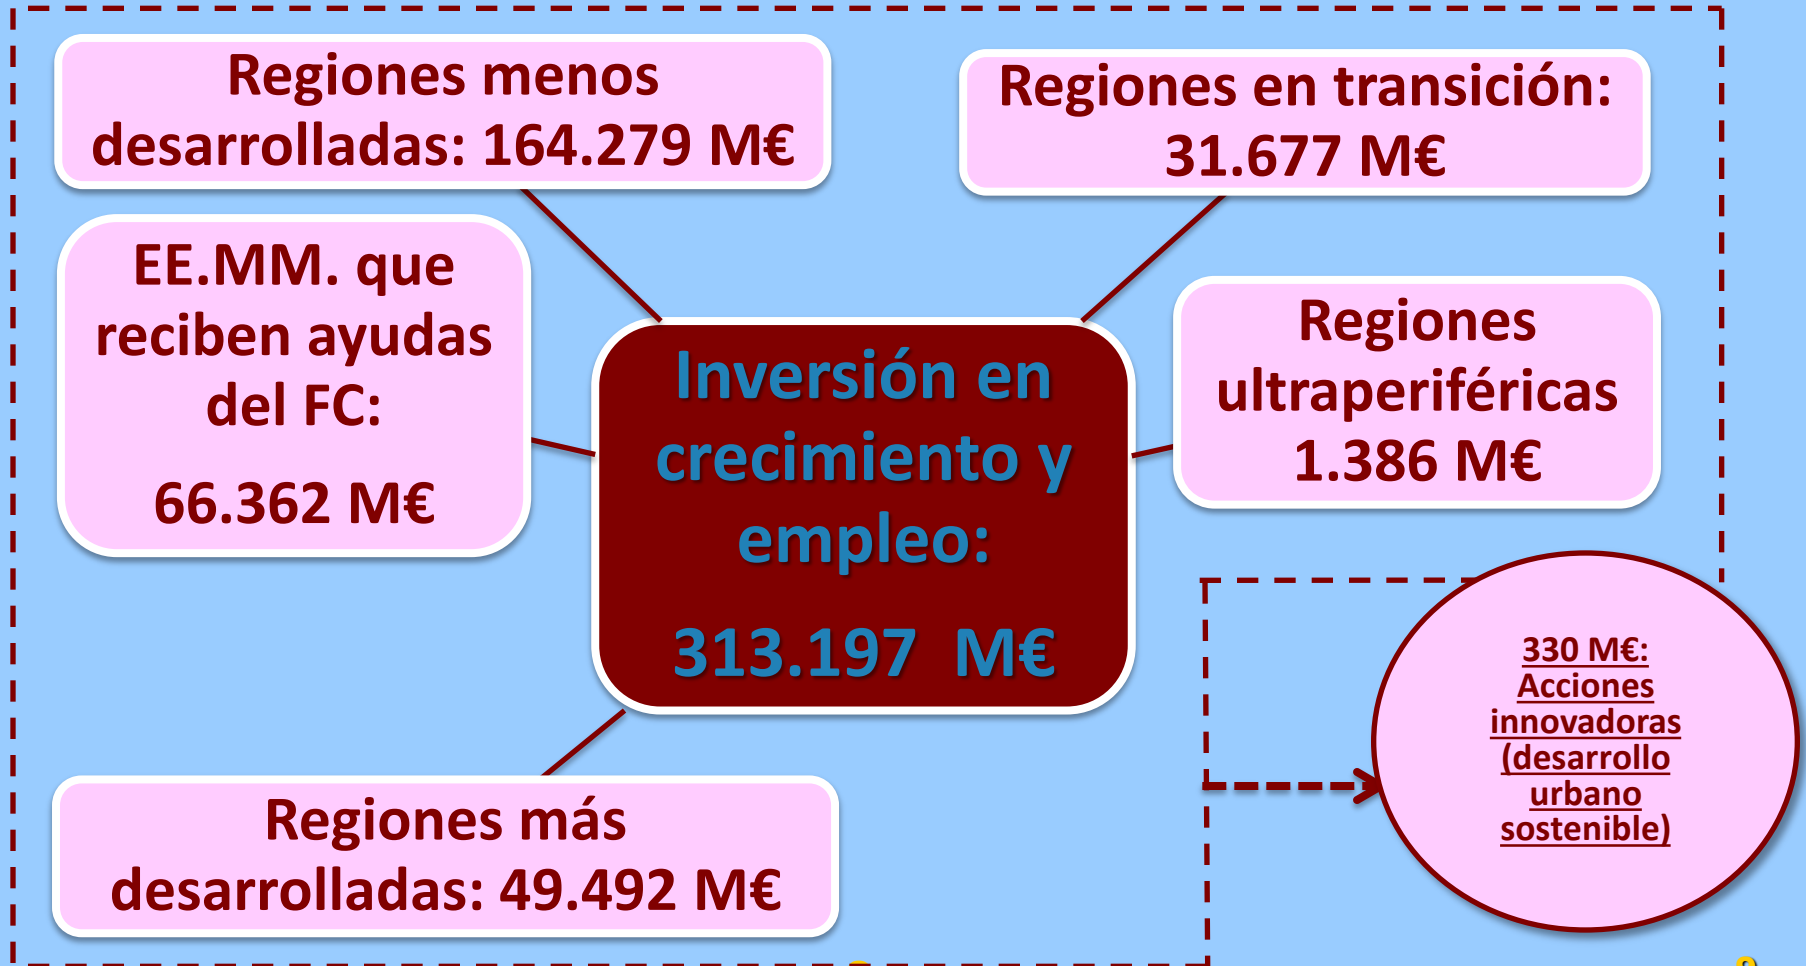 Regiones menos
desarrolladas: 164.279 M€
Regiones en transición:
31.677 M€
EE.MM. que
reciben ayudas
del FC:
66.362 M€
Inversión en
crecimiento y
empleo:
313.197 M€
Regiones
ultraperiféricas
1.386 M€
330 M€:
Acciones
innovadoras
(desarrollo
urbano
sostenible)
Regiones más
desarrolladas: 49.492 M€